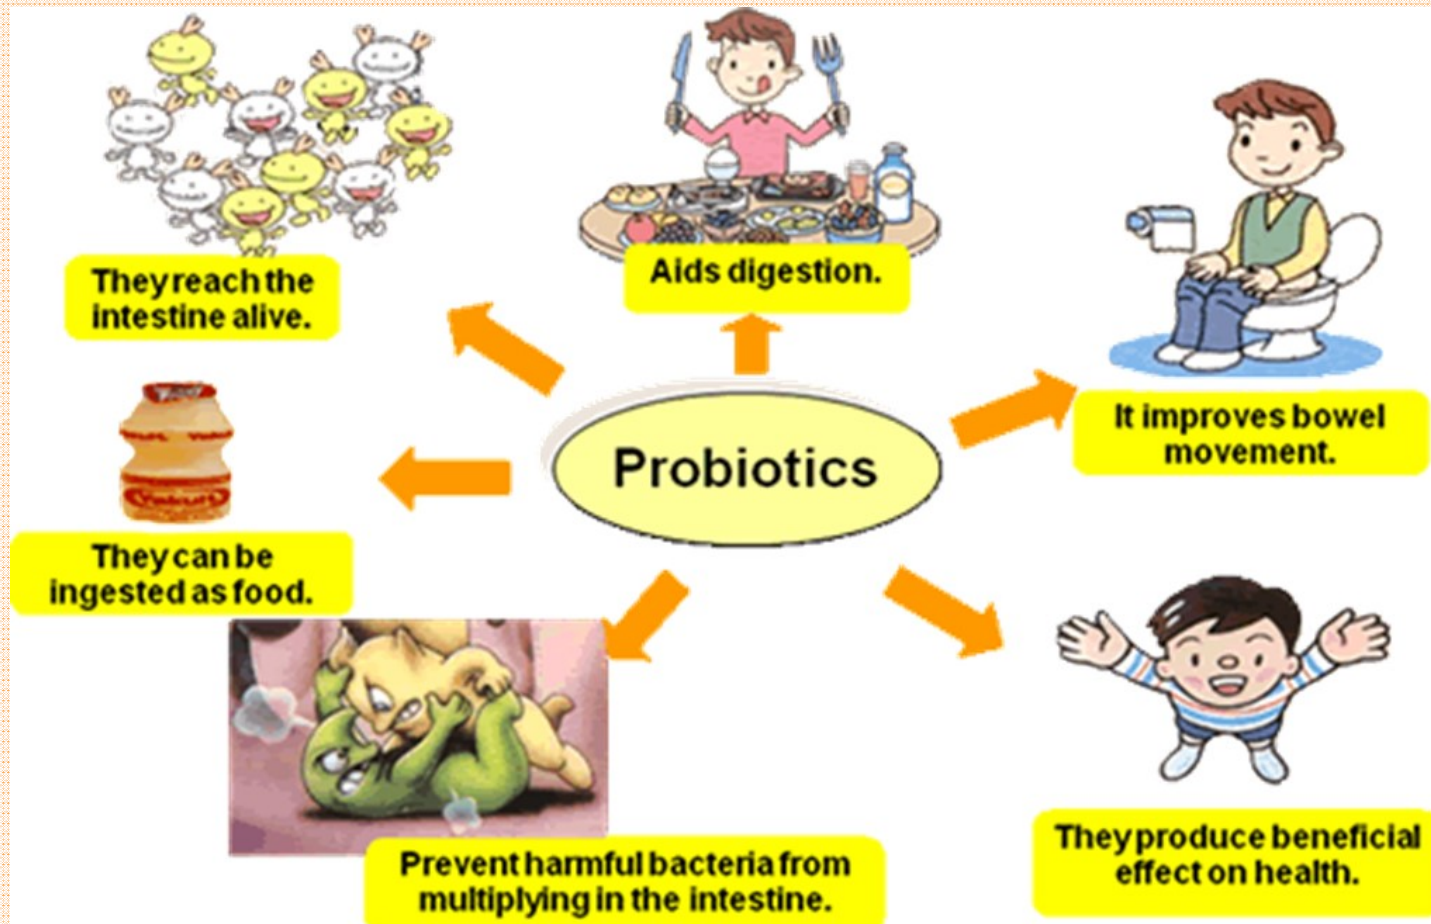 They reach the
intestine alive.
Aids digestion.
It improves bowel
movement.
Probiotics
They can be
ingested as food.
Prevent harmful bacteria from
multiplying in the intestine.
They produce beneficial
effect on health.